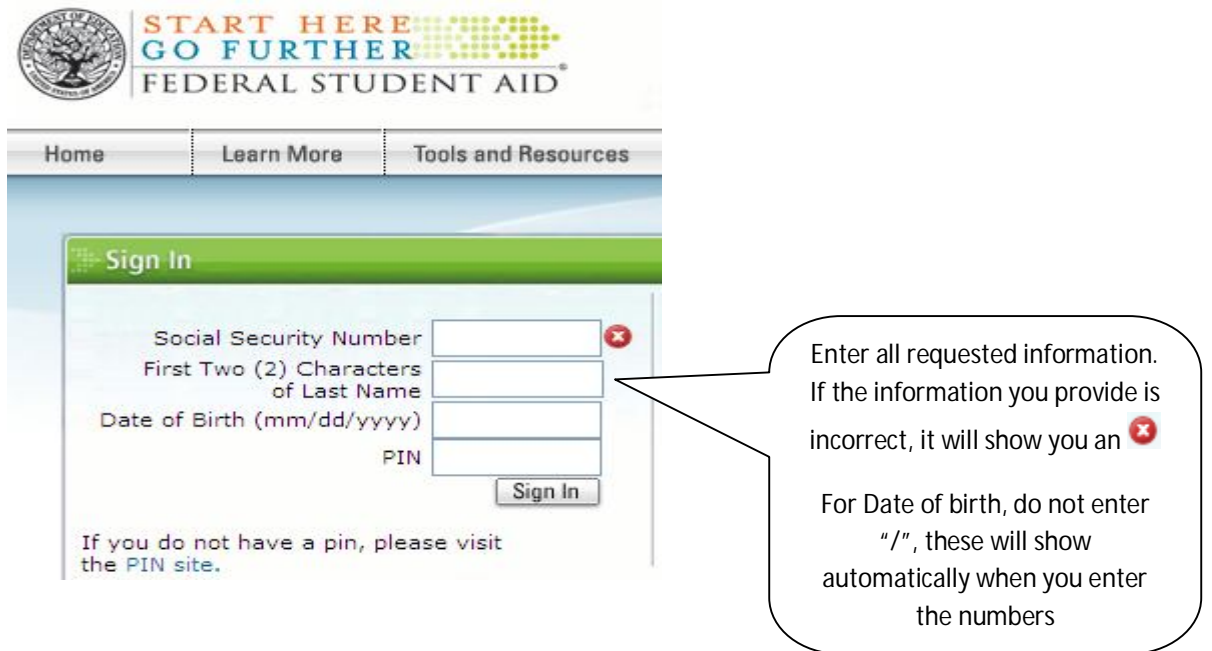 START HERE
GO FURTHER
FEDERAL STUDENT AID®
Home Learn More Tools and Resources
Sign In
Social Security Number
First Two (2) Characters
of Last Name
Date of Birth (mm/dd/yyyy)
PIN
Sign In
If you do not have a pin, please visit
the PIN site.
Enter all requested information.
If the information you provide is
incorrect, it will show you an
For Date of birth, do not enter
“/”, these will show
automatically when you enter
the numbers